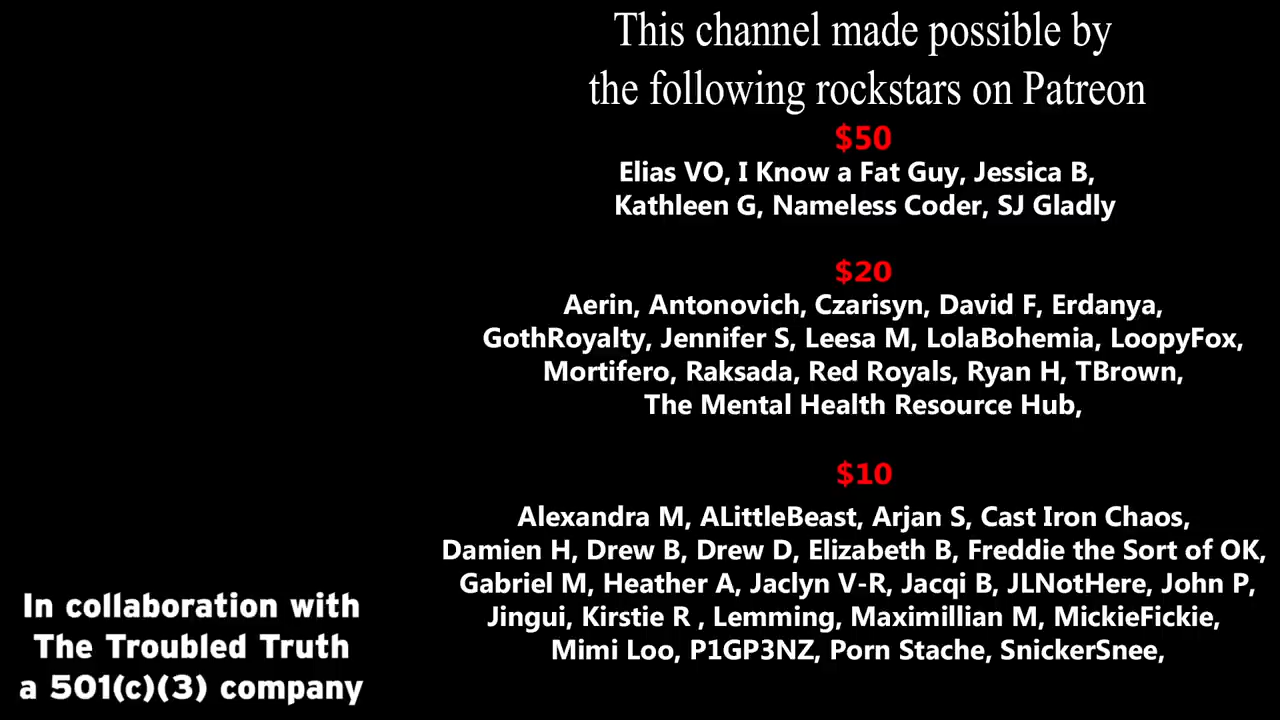 This channel made possible by
the following rockstars on Patreon
$50
Elias VO, I Know a Fat Guy, Jessica B,
Kathleen G, Nameless Coder, SJ Gladly
$20
Aerin, Antonovich, Czarisyn, David F, Erdanya,
GothRoyalty, Jennifer S, Leesa M, LolaBohemia, LoopyFox,
Mortifero, Raksada, Red Royals, Ryan H, TBrown,
The Mental Health Resource Hub,
$10
Alexandra M, ALittleBeast, Arjan S, Cast Iron Chaos,
Damien H, Drew B, Drew D, Elizabeth B, Freddie the Sort of OK,
Gabriel M, Heather A, Jaclyn V-R, Jacqi B, JLNotHere, John P,
Jingui, Kirstie R , Lemming, Maximillian M, MickieFickie,
Mimi Loo, P1GP3NZ, Porn Stache, SnickerSnee,
In collaboration with
The Troubled Truth
a 501(c)(3) company